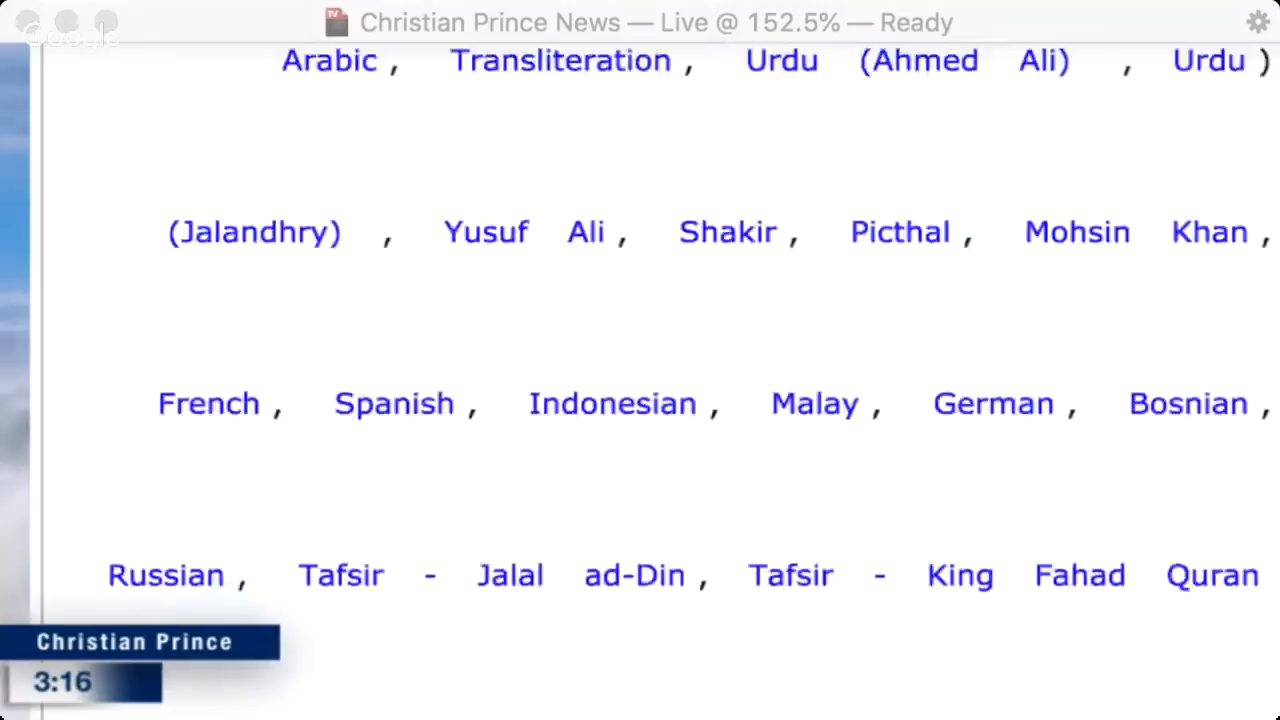 Christian Prince News — Live @ 152.5% — Ready
Google
Arabic , Transliteration , Urdu (Ahmed Ali) , Urdu )
(Jalandhry) , Yusuf Ali , Shakir , Picthal , Mohsin Khan ,
French , Spanish , Indonesian , Malay , German , Bosnian ,
Russian , Tafsir - Jalal ad-Din , Tafsir - King Fahad Quran
Christian Prince
3:16